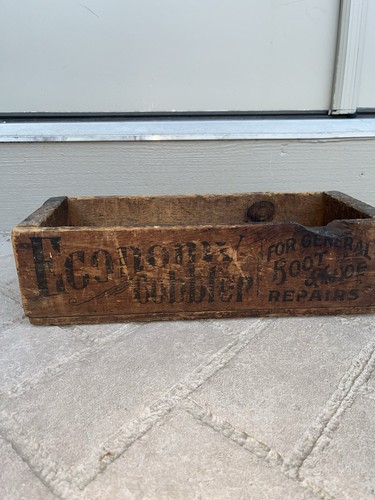 Economy
Cobbler
FOR GENERAL
BOOT
SHOE
REPAIRS